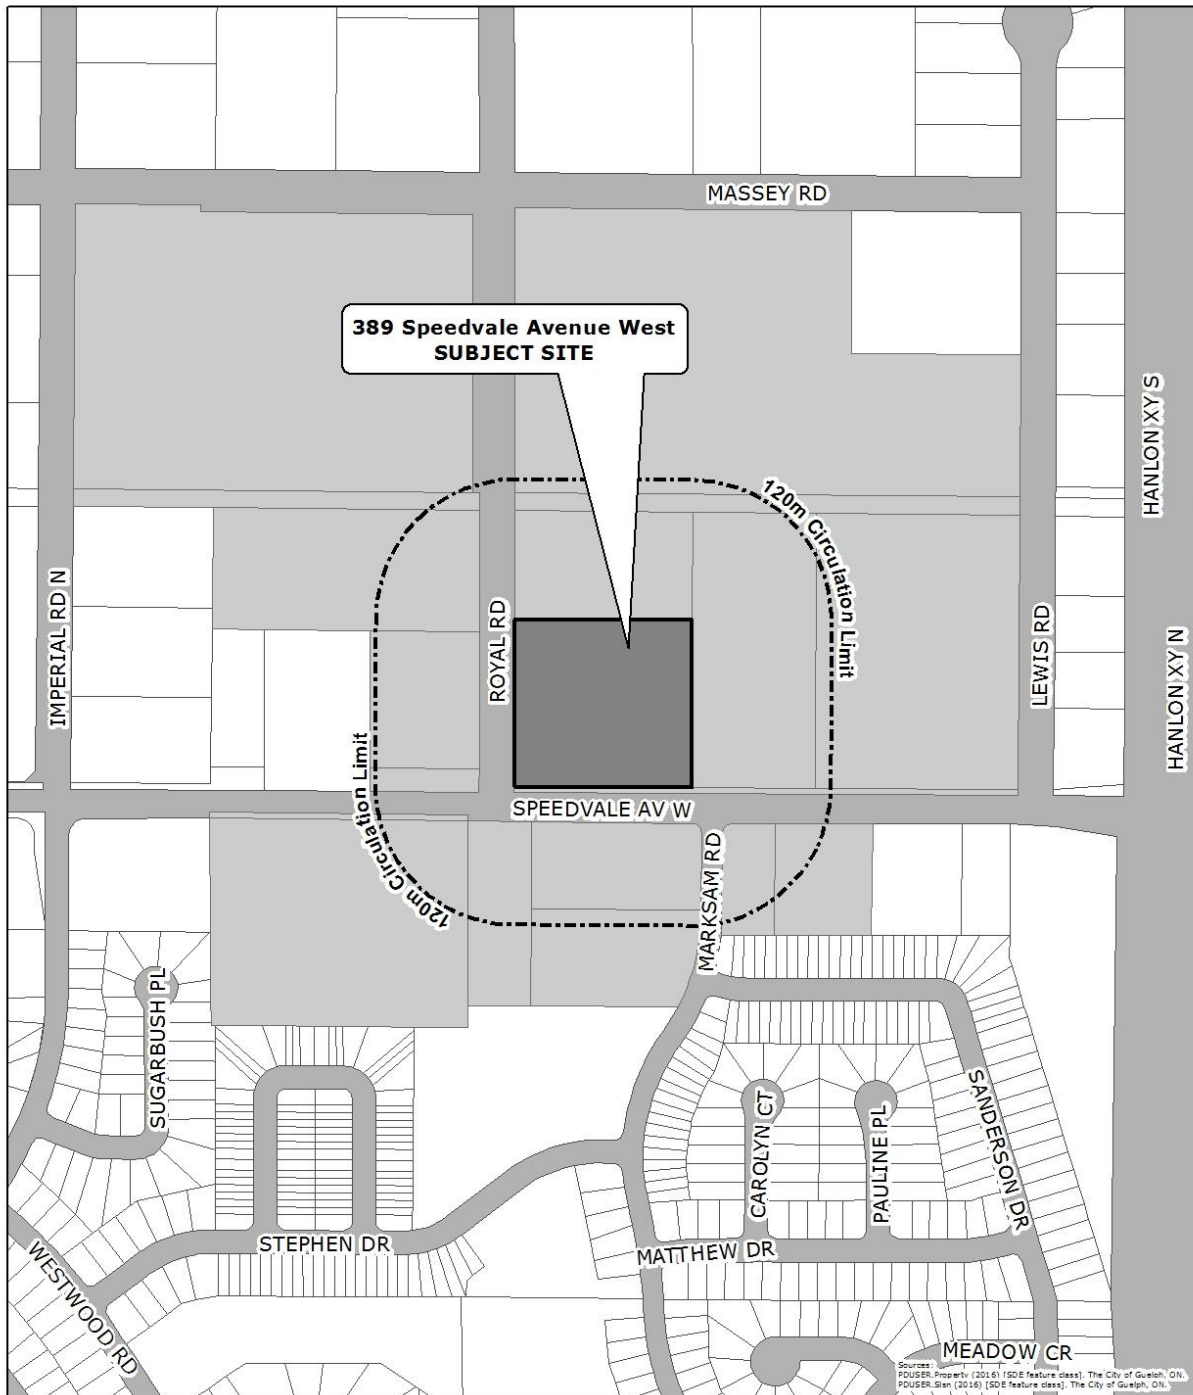 MASSEY RD
389 Speedvale Avenue West
SUBJECT SITE
HANLON XY S
120m Circulation Limit
IMPERIAL RD N
ROYAL RD
LEWIS RD
HANLON XY N
120m Circulation Limit
SPEEDVALE AV W
MARKSAM RD
SUGARBUSH PL
SANDERSON DR
CAROLYN CT
PAULINE PL
STEPHEN DR
MATTHEW DR
WESTWOOD RD
MEADOW CR
Sources:
PDUSER.Property (2016) [SDE feature class]. The City of Guelph, ON.
PDUSER.Sisn (2016) [SDE feature class]. The City of Guelph, ON.